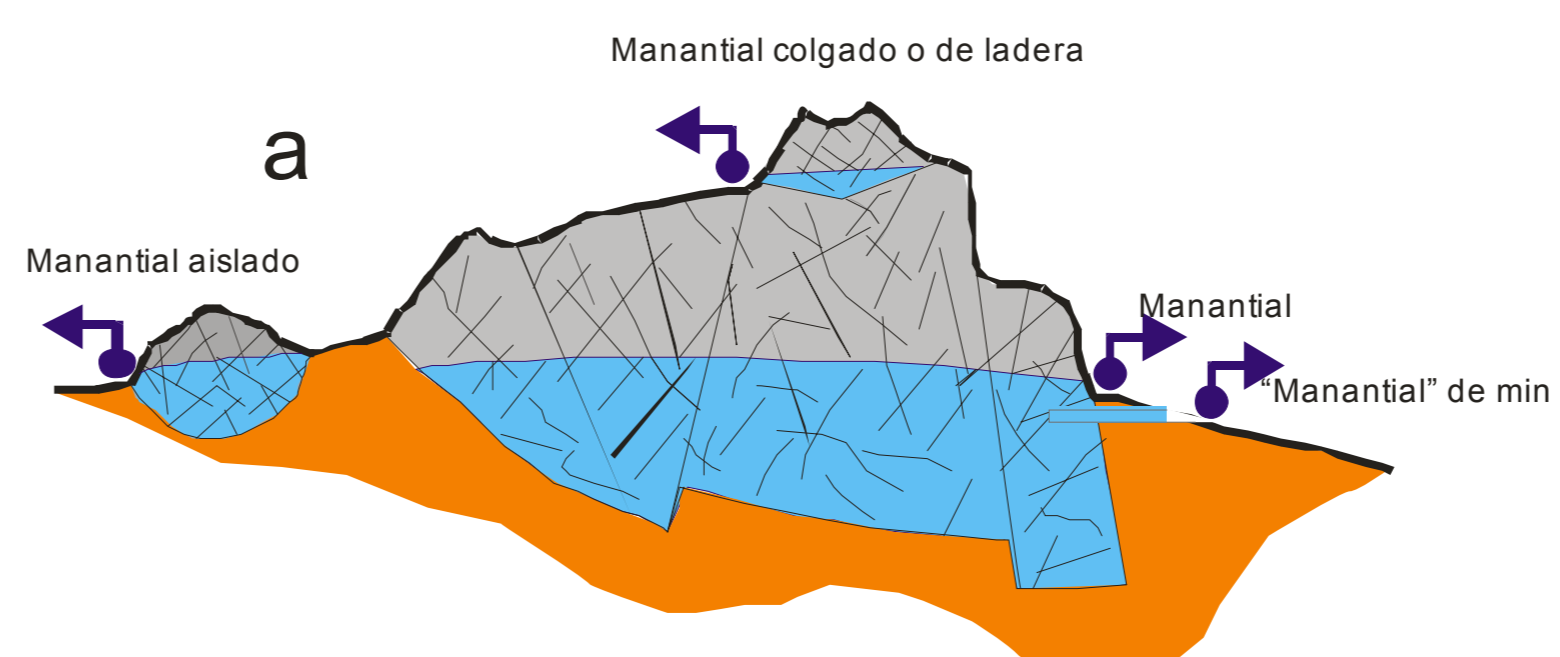 Manantial colgado o de ladera
a
Manantial aislado
Manantial
“Manantial” de min